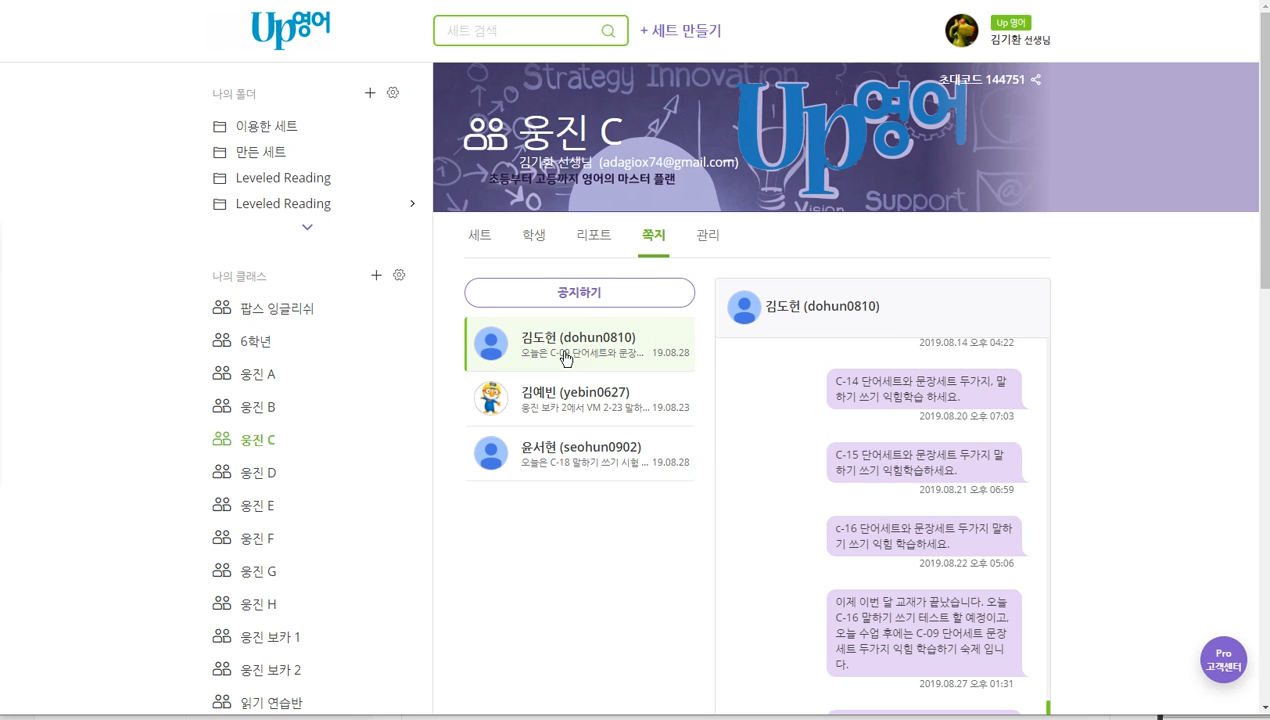 Up영어
세트 검색
+ 세트 만들기
Up 영어
김기환 선생님
나의 폴더
이용한 세트
만든 세트
Leveled Reading
Leveled Reading
나의 클래스
팝스 잉글리쉬
6학년
웅진 A
웅진 B
웅진 C
웅진 D
웅진 E
웅진 F
웅진 G
웅진 H
웅진 보카 1
웅진 보카 2
읽기 연습반
Strategy Innovation
초대코드 144751
Up영어
웅진 C
김기환 선생님 (adagiox74@gmail.com)
초등부터 고등까지 영어의 마스터 플랜
Vision
Support
세트 학생 리포트 쪽지 관리
공지하기
김도헌 (dohun0810)
오늘은 C-09 단어세트와 문장... 19.08.28
김예빈 (yebin0627)
웅진 보카 2에서 VM 2-23 말하... 19.08.23
윤서현 (seohun0902)
오늘은 C-18 말하기 쓰기 시험 ... 19.08.28
김도헌 (dohun0810)
2019.08.14 오후 04:22
C-14 단어세트와 문장세트 두가지, 말
하기 쓰기 익힘학습 하세요.
2019.08.20 오후 07:03
C-15 단어세트와 문장세트 두가지 말
하기 쓰기 익힘학습하세요.
2019.08.21 오후 06:59
c-16 단어세트와 문장세트 두가지 말하
기 쓰기 익힘 학습하세요.
2019.08.22 오후 05:06
이제 이번 달 교재가 끝났습니다. 오늘
C-16 말하기 쓰기 테스트 할 예정이고,
오늘 수업 후에는 C-09 단어세트 문장
세트 두가지 익힘 학습하기 숙제 입니
다.
2019.08.27 오후 01:31
Pro
고객센터